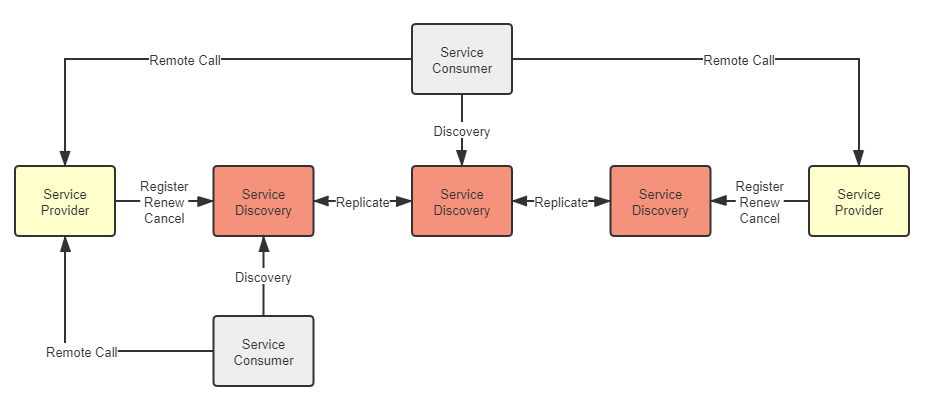 Service
Consumer
Remote Call
Remote Call
Discovery
Service
Provider
Register
Renew
Cancel
Service
Discovery
Replicate
Service
Discovery
Replicate
Service
Discovery
Register
Renew
Cancel
Service
Provider
Discovery
Remote Call
Service
Consumer